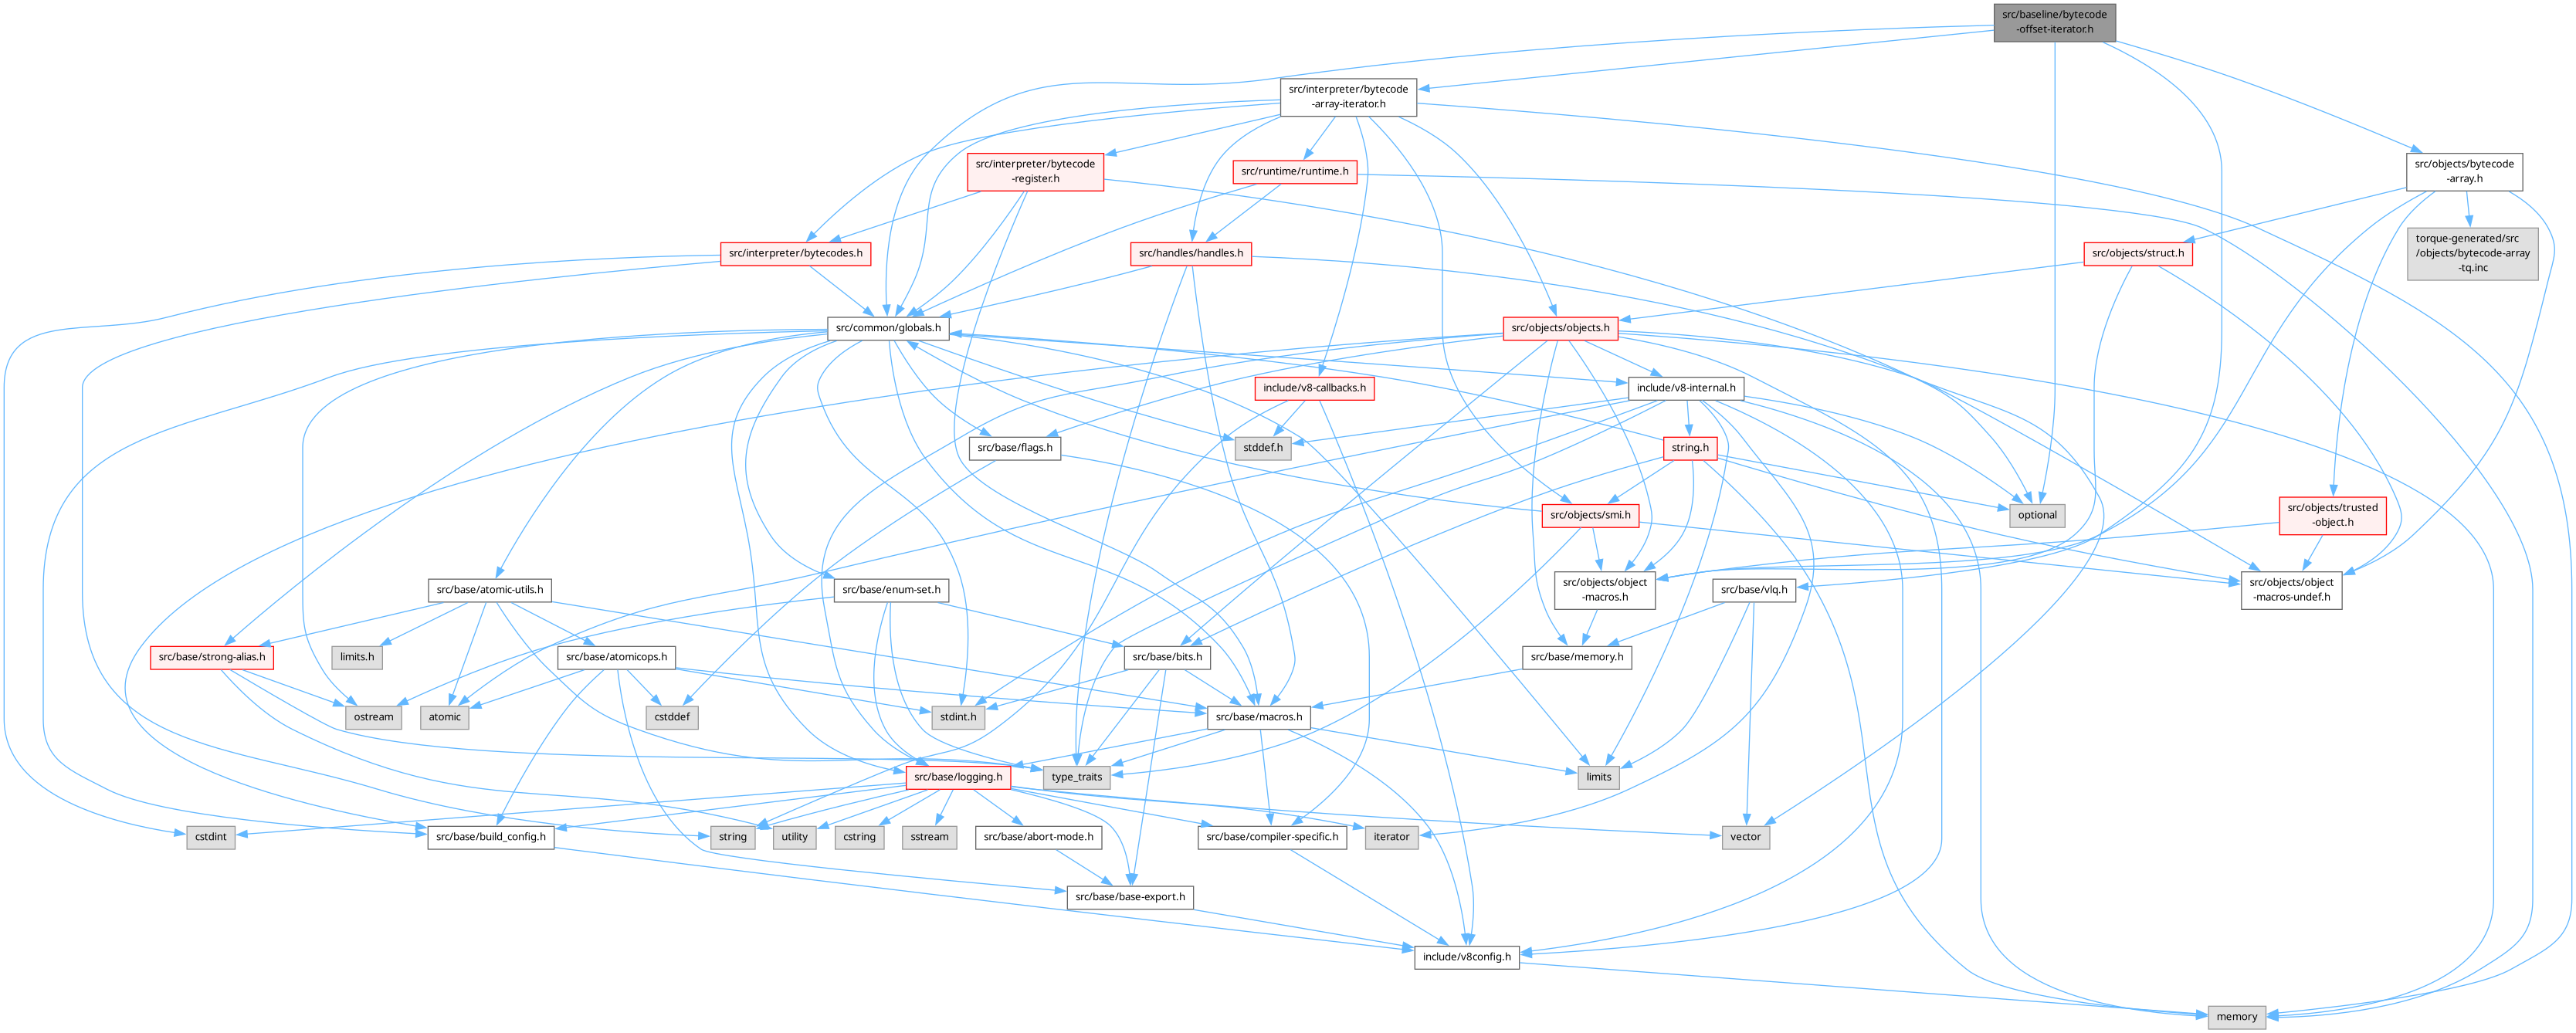 src/baseline/bytecode
-offset-iterator.h
src/interpreter/bytecode
-array-iterator.h
src/interpreter/bytecode
-register.h
src/runtime/runtime.h
src/objects/bytecode
-array.h
src/interpreter/bytecodes.h
src/handles/handles.h
src/objects/struct.h
torque-generated/src
/objects/bytecode-array
-tq.inc
src/common/globals.h
src/objects/objects.h
include/v8-callbacks.h
include/v8-internal.h
src/base/flags.h
stddef.h
string.h
src/objects/smi.h
optional
src/objects/trusted
-object.h
src/base/atomic-utils.h
src/base/enum-set.h
src/objects/object
-macros.h
src/base/vlq.h
src/objects/object
-macros-undef.h
src/base/strong-alias.h
limits.h
src/base/atomicops.h
src/base/bits.h
src/base/memory.h
ostream
atomic
cstddef
stdint.h
src/base/macros.h
src/base/logging.h
type_traits
limits
cstdint
src/base/build_config.h
string
utility
cstring
sstream
src/base/abort-mode.h
src/base/compiler-specific.h
iterator
vector
src/base/base-export.h
include/v8config.h
memory